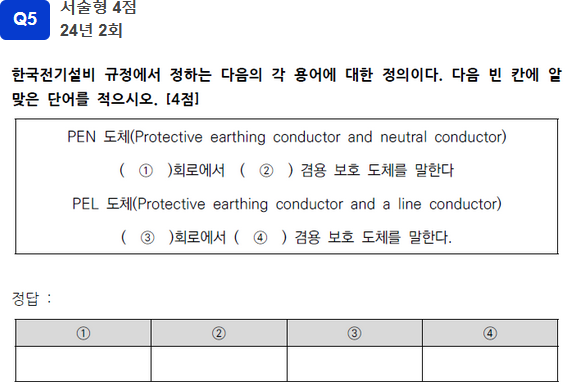 Q5
서술형 4점
24년 2회
한국전기설비 규정에서 정하는 다음의 각 용어에 대한 정의이다. 다음 빈 칸에 알
맞은 단어를 적으시오. [4점]
PEN 도체(Protective earthing conductor and neutral conductor)
( ① )회로에서 ( ② ) 겸용 보호 도체를 말한다
PEL 도체(Protective earthing conductor and a line conductor)
( ③ )회로에서 ( ④ ) 겸용 보호 도체를 말한다.
정답 :
① ② ③ ④